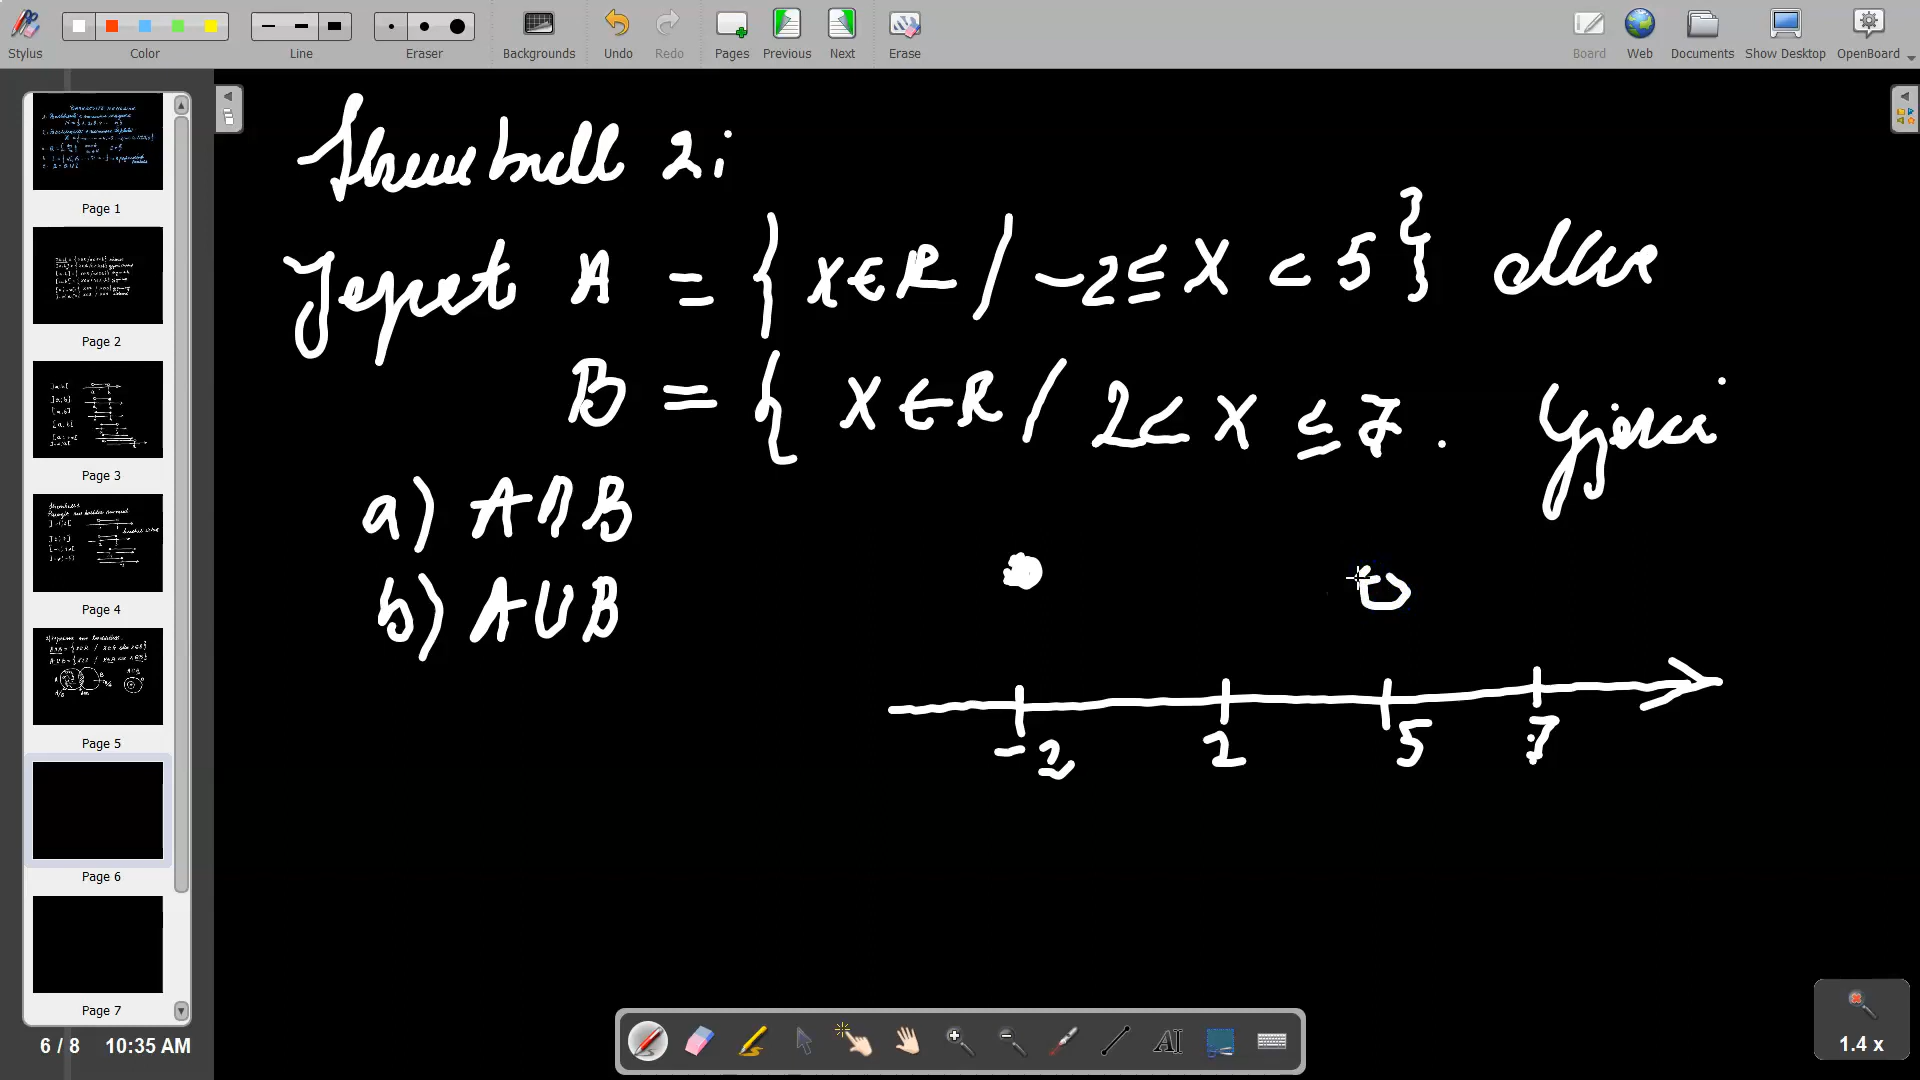 Stylus
Color
Line
Eraser
Backgrounds
Undo
Redo
Pages
Previous
Next
Erase
Board
Web
Documents
Show Desktop
OpenBoard
Page 1
Page 2
Page 3
Page 4
Page 5
Page 6
Page 7
6 / 8 10:35 AM
Shembull 2i
Jepet A = { x∈R / -2 ≤ x < 5 } dhe
B = { x∈R / 2 < x ≤ 7 . Gjeni
a) A∩B
b) A∪B
-2 2 5 7
1.4 x